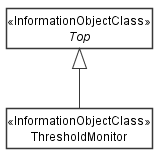 «InformationObjectClass»
Top
«InformationObjectClass»
ThresholdMonitor